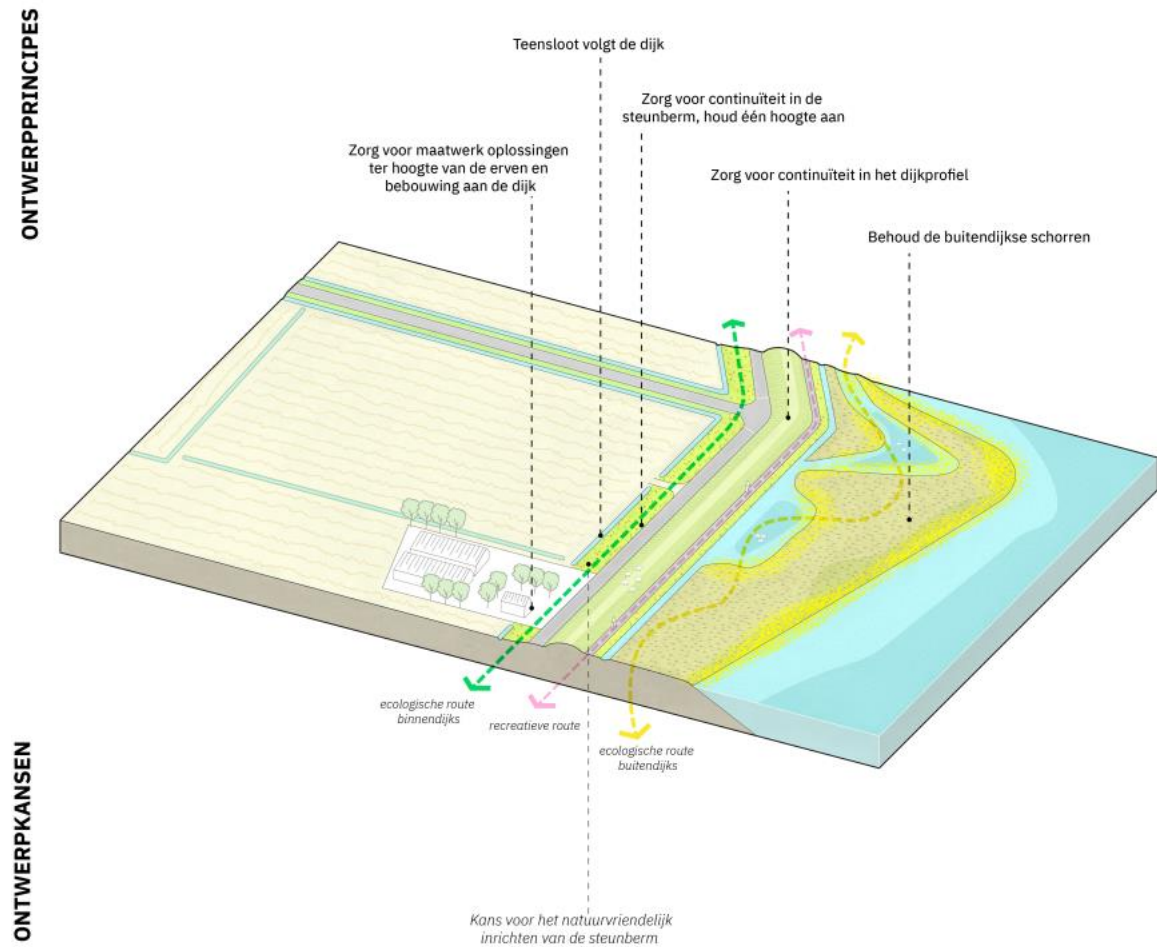 ONTWERPPRINCIPES
Teensloot volgt de dijk
Zorg voor continuïteit in de
steunberm, houd één hoogte aan
Zorg voor maatwerk oplossingen
ter hoogte van de erven en
bebouwing aan de dijk
Zorg voor continuïteit in het dijkprofiel
Behoud de buitendijkse schorren
ecologische route
binnendijks
recreatieve route
ecologische route
buitendijks
ONTWERPKANSEN
Kans voor het natuurvriendelijk
inrichten van de steunberm